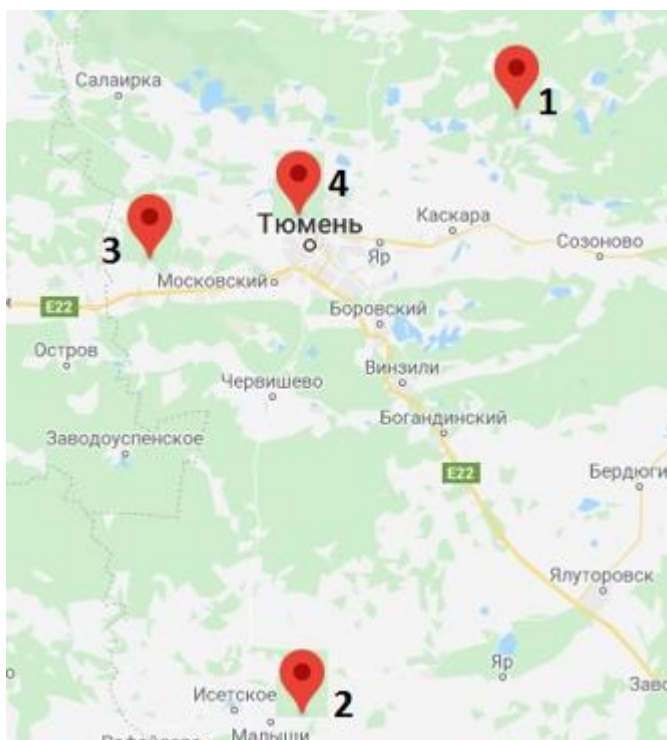 Салаирка
1
4
Тюмень
Каскара
3
Яр
Созоново
Московский
E22
Боровский
Остров
Винзили
Червишево
Богандинский
Заводоуспенское
E22
Бердюги
Ялуторовск
Яр
Заво
Исетское
2
Малыши